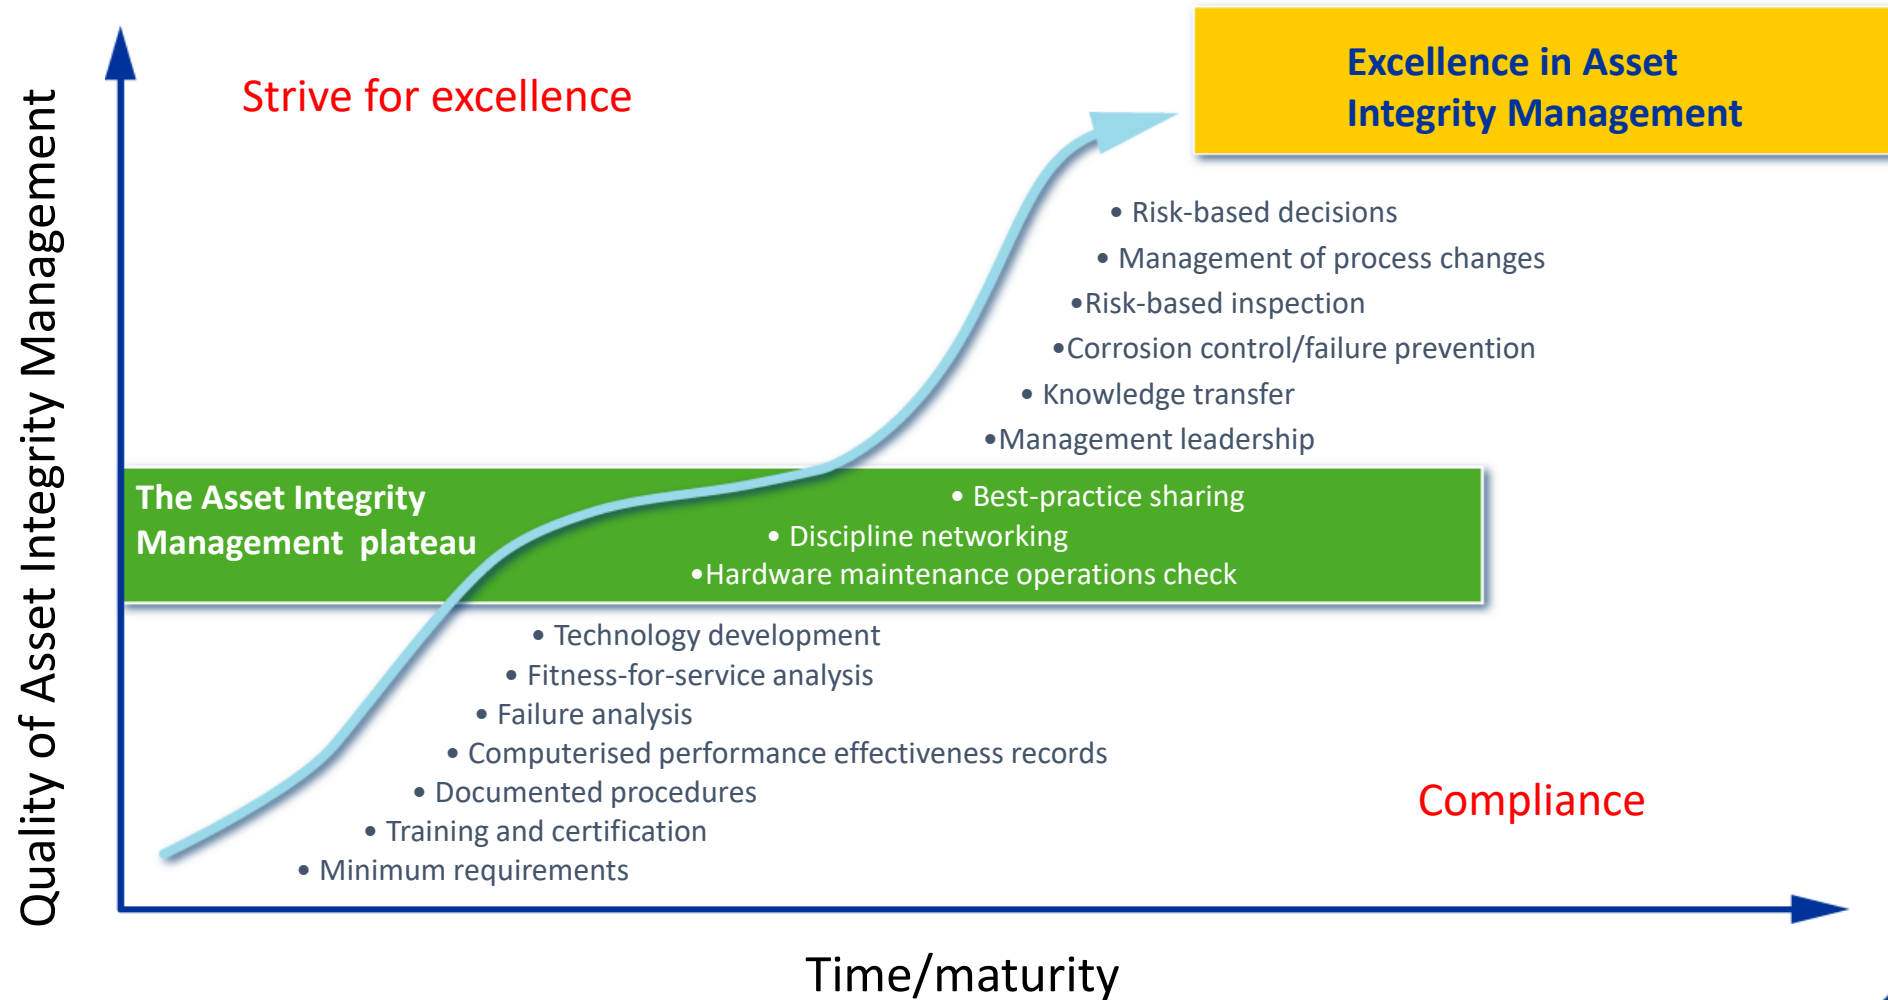 Excellence in Asset
Integrity Management
Strive for excellence
Quality of Asset Integrity Management
• Risk-based decisions
• Management of process changes
•Risk-based inspection
•Corrosion control/failure prevention
• Knowledge transfer
•Management leadership
The Asset Integrity
Management plateau
• Best-practice sharing
• Discipline networking
•Hardware maintenance operations check
• Technology development
• Fitness-for-service analysis
• Failure analysis
• Computerised performance effectiveness records
• Documented procedures
• Training and certification
• Minimum requirements
Compliance
Time/maturity